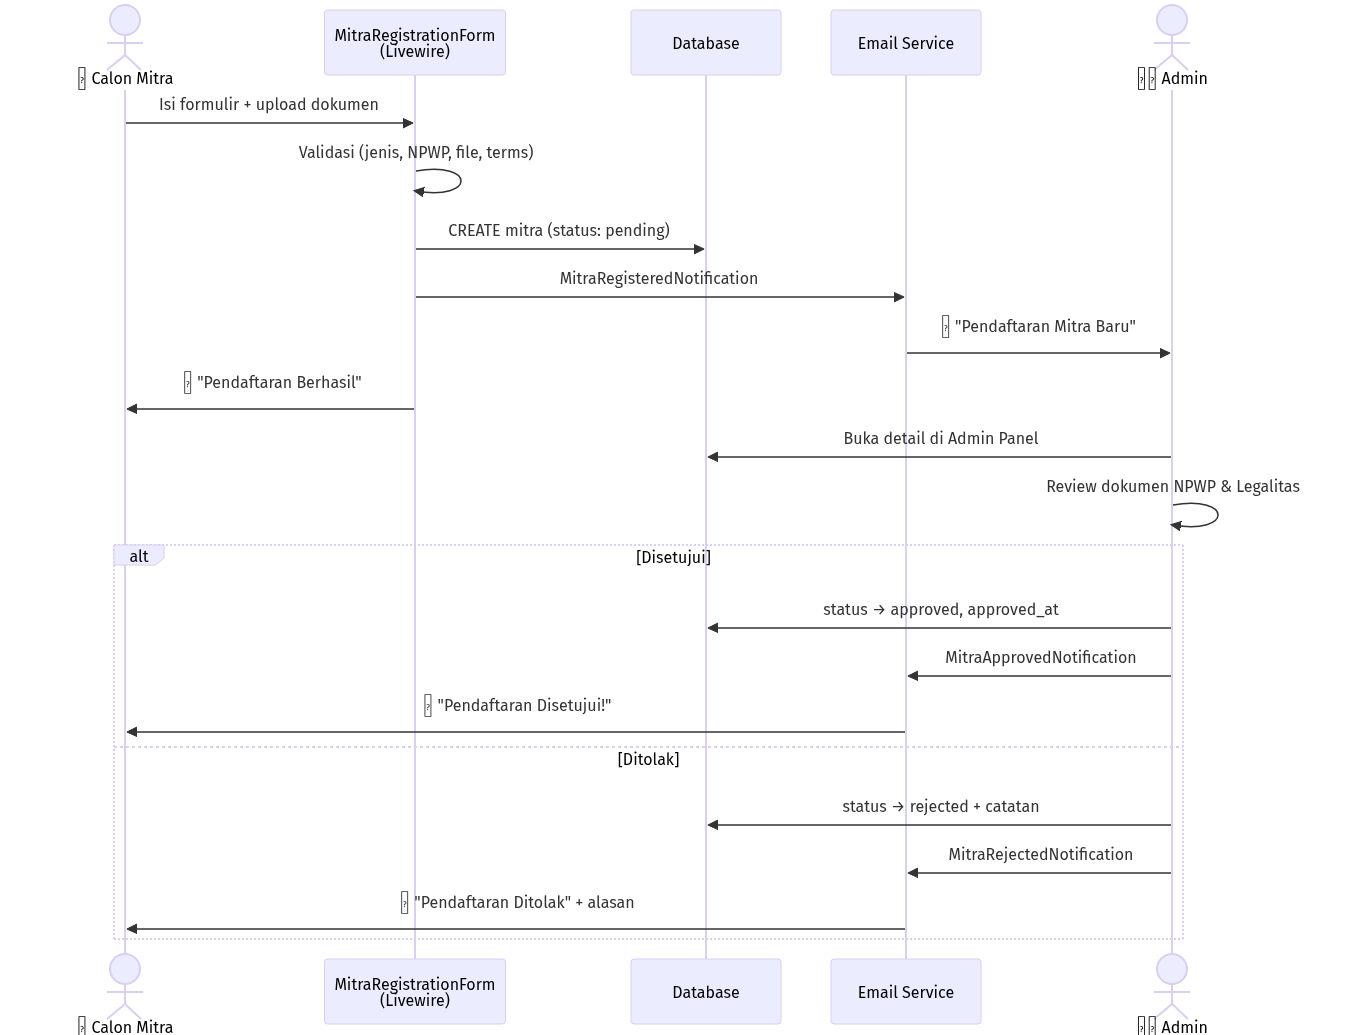 MitraRegistrationForm
(Livewire)
Database
Email Service
Calon Mitra
Admin
Isi formulir + upload dokumen
Validasi (jenis, NPWP, file, terms)
CREATE mitra (status: pending)
MitraRegisteredNotification
"Pendaftaran Mitra Baru"
"Pendaftaran Berhasil"
Buka detail di Admin Panel
Review dokumen NPWP & Legalitas
alt
[Disetujui]
status → approved, approved_at
MitraApprovedNotification
"Pendaftaran Disetujui!"
[Ditolak]
status → rejected + catatan
MitraRejectedNotification
"Pendaftaran Ditolak" + alasan
MitraRegistrationForm
(Livewire)
Database
Email Service
Calon Mitra
Admin